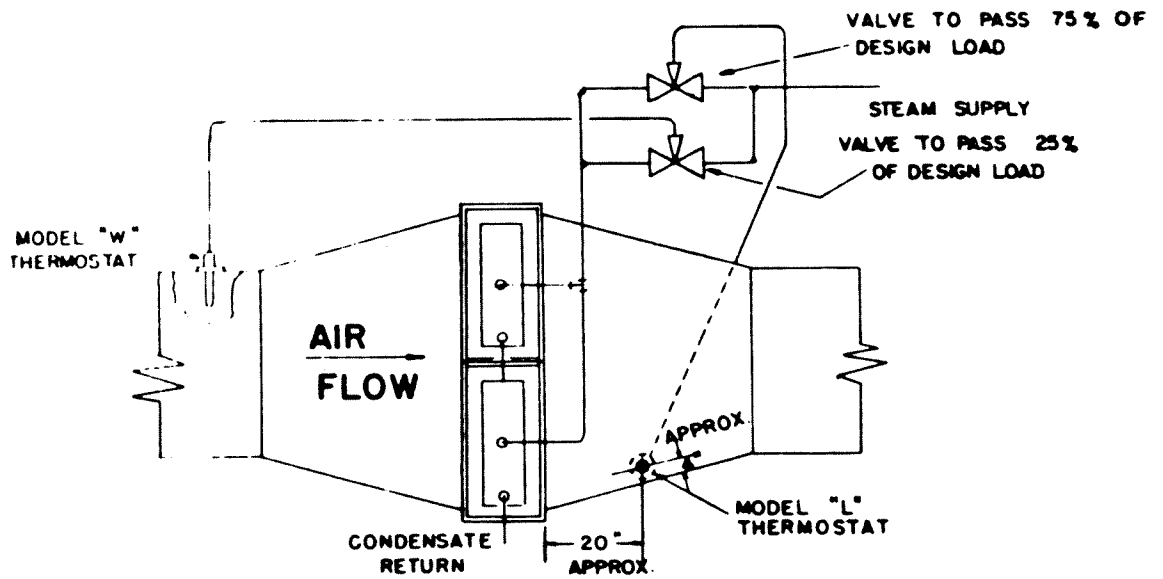 VALVE TO PASS 75% OF
DESIGN LOAD
STEAM SUPPLY
VALVE TO PASS 25%
OF DESIGN LOAD
MODEL "W"
THERMOSTAT
AIR
FLOW
APPROX.
MODEL "L"
THERMOSTAT
CONDENSATE
RETURN
20"
APPROX.